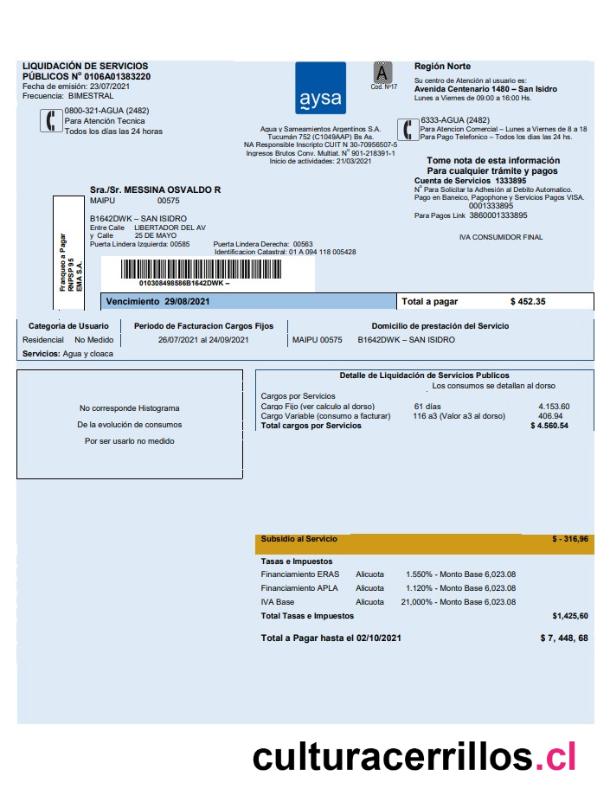 LIQUIDACIÓN DE SERVICIOS
PÚBLICOS N° 0106A01383220
Fecha de emisión: 23/07/2021
Frecuencia: BIMESTRAL
0800-321-AGUA (2482)
Para Atención Tecnica
Todos los días las 24 horas
aysa
A
Cod. N°17
Agua y Sameamientos Argentinos S.A.
Tucumán 752 (C1049AAP) Bs As.
NA Responsible Inscripto CUIT N 30-70956507-5
Ingresos Brutos Conv. Multiat. N° 901-218391-1
Inicio de actividades: 21/03/2021
Región Norte
Su centro de Atención al usuario es:
Avenida Centenario 1480 – San Isidro
Lunes a Viernes de 09:00 a 16:00 Hs.
6333-AGUA (2482)
Para Atencion Comercial – Lunes a Viernes de 8 a 18
Para Pago Telefonico – Todos los días las 24 hs.
Tome nota de esta información
Para cualquier trámite y pagos
Cuenta de Servicios 1333895
N° Para Solicitar la Adhesión al Debito Automatico.
Pago en Baneico, Pagophone y Servicios Pagos VISA.
0001333895
Para Pagos Link 3860001333895
IVA CONSUMIDOR FINAL
Franqueo a Pagar
RNPSP 95
EMA S.A.
Sra./Sr. MESSINA OSVALDO R
MAIPU 00575
B1642DWK – SAN ISIDRO
Entre Calle LIBERTADOR DEL AV
y Calle 25 DE MAYO
Puerta Lindera Izquierda: 00585 Puerta Lindera Derecha: 00563
Identificacion Catastral: 01 A 094 118 005428
010308498586B1642DWK –
Vencimiento 29/08/2021 Total a pagar $ 452.35
Categoria de Usuario Periodo de Facturacion Cargos Fijos Domicilio de prestación del Servicio
Residencial No Medido 26/07/2021 al 24/09/2021 MAIPU 00575 B1642DWK – SAN ISIDRO
Servicios: Agua y cloaca
No corresponde Histograma
De la evolución de consumos
Por ser usarlo no medido
Detalle de Liquidación de Servicios Publicos
Los consumos se detallan al dorso
Cargos por Servicios
Cargo Fijo (ver calculo al dorso) 61 días 4.153.60
Cargo Variable (consumo a facturar) 116 a3 (Valor a3 al dorso) 406.94
Total cargos por Servicios $ 4.560.54
Subsidio al Servicio $ - 316,96
Tasas e Impuestos
Financiamiento ERAS Alicuota 1.550% - Monto Base 6,023.08
Financiamiento APLA Alicuota 1.120% - Monto Base 6,023.08
IVA Base Alicuota 21,000% - Monto Base 6,023.08
Total Tasas e Impuestos $1,425,60
Total a Pagar hasta el 02/10/2021 $ 7, 448, 68
culturacerrillos.cl